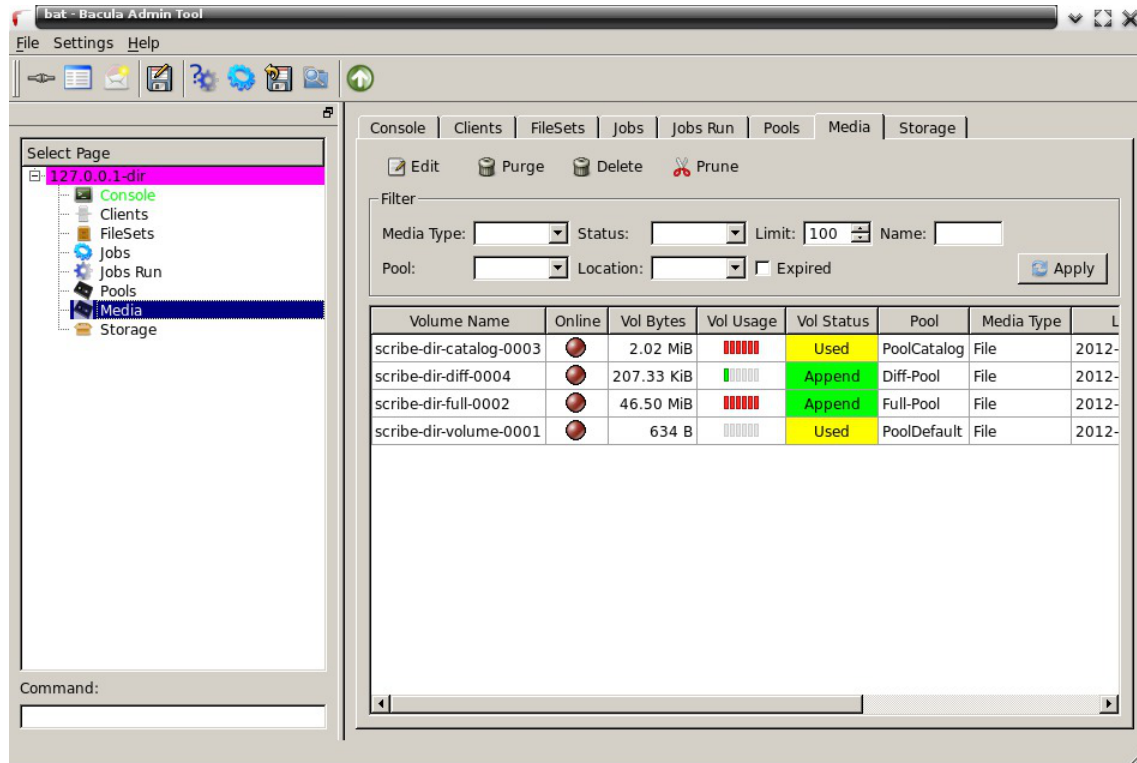 bat - Bacula Admin Tool
File Settings Help
Select Page
127.0.0.1-dir
Console
Clients
FileSets
Jobs
Jobs Run
Pools
Media
Storage
Command:
Console Clients FileSets Jobs Jobs Run Pools Media Storage
Edit Purge Delete Prune
Filter
Media Type: Status: Limit: 100 Name:
Pool: Location: Expired Apply
Volume Name Online Vol Bytes Vol Usage Vol Status Pool Media Type L
scribe-dir-catalog-0003 2.02 MiB Used PoolCatalog File 2012-
scribe-dir-diff-0004 207.33 KiB Append Diff-Pool File 2012-
scribe-dir-full-0002 46.50 MiB Append Full-Pool File 2012-
scribe-dir-volume-0001 634 B Used PoolDefault File 2012-